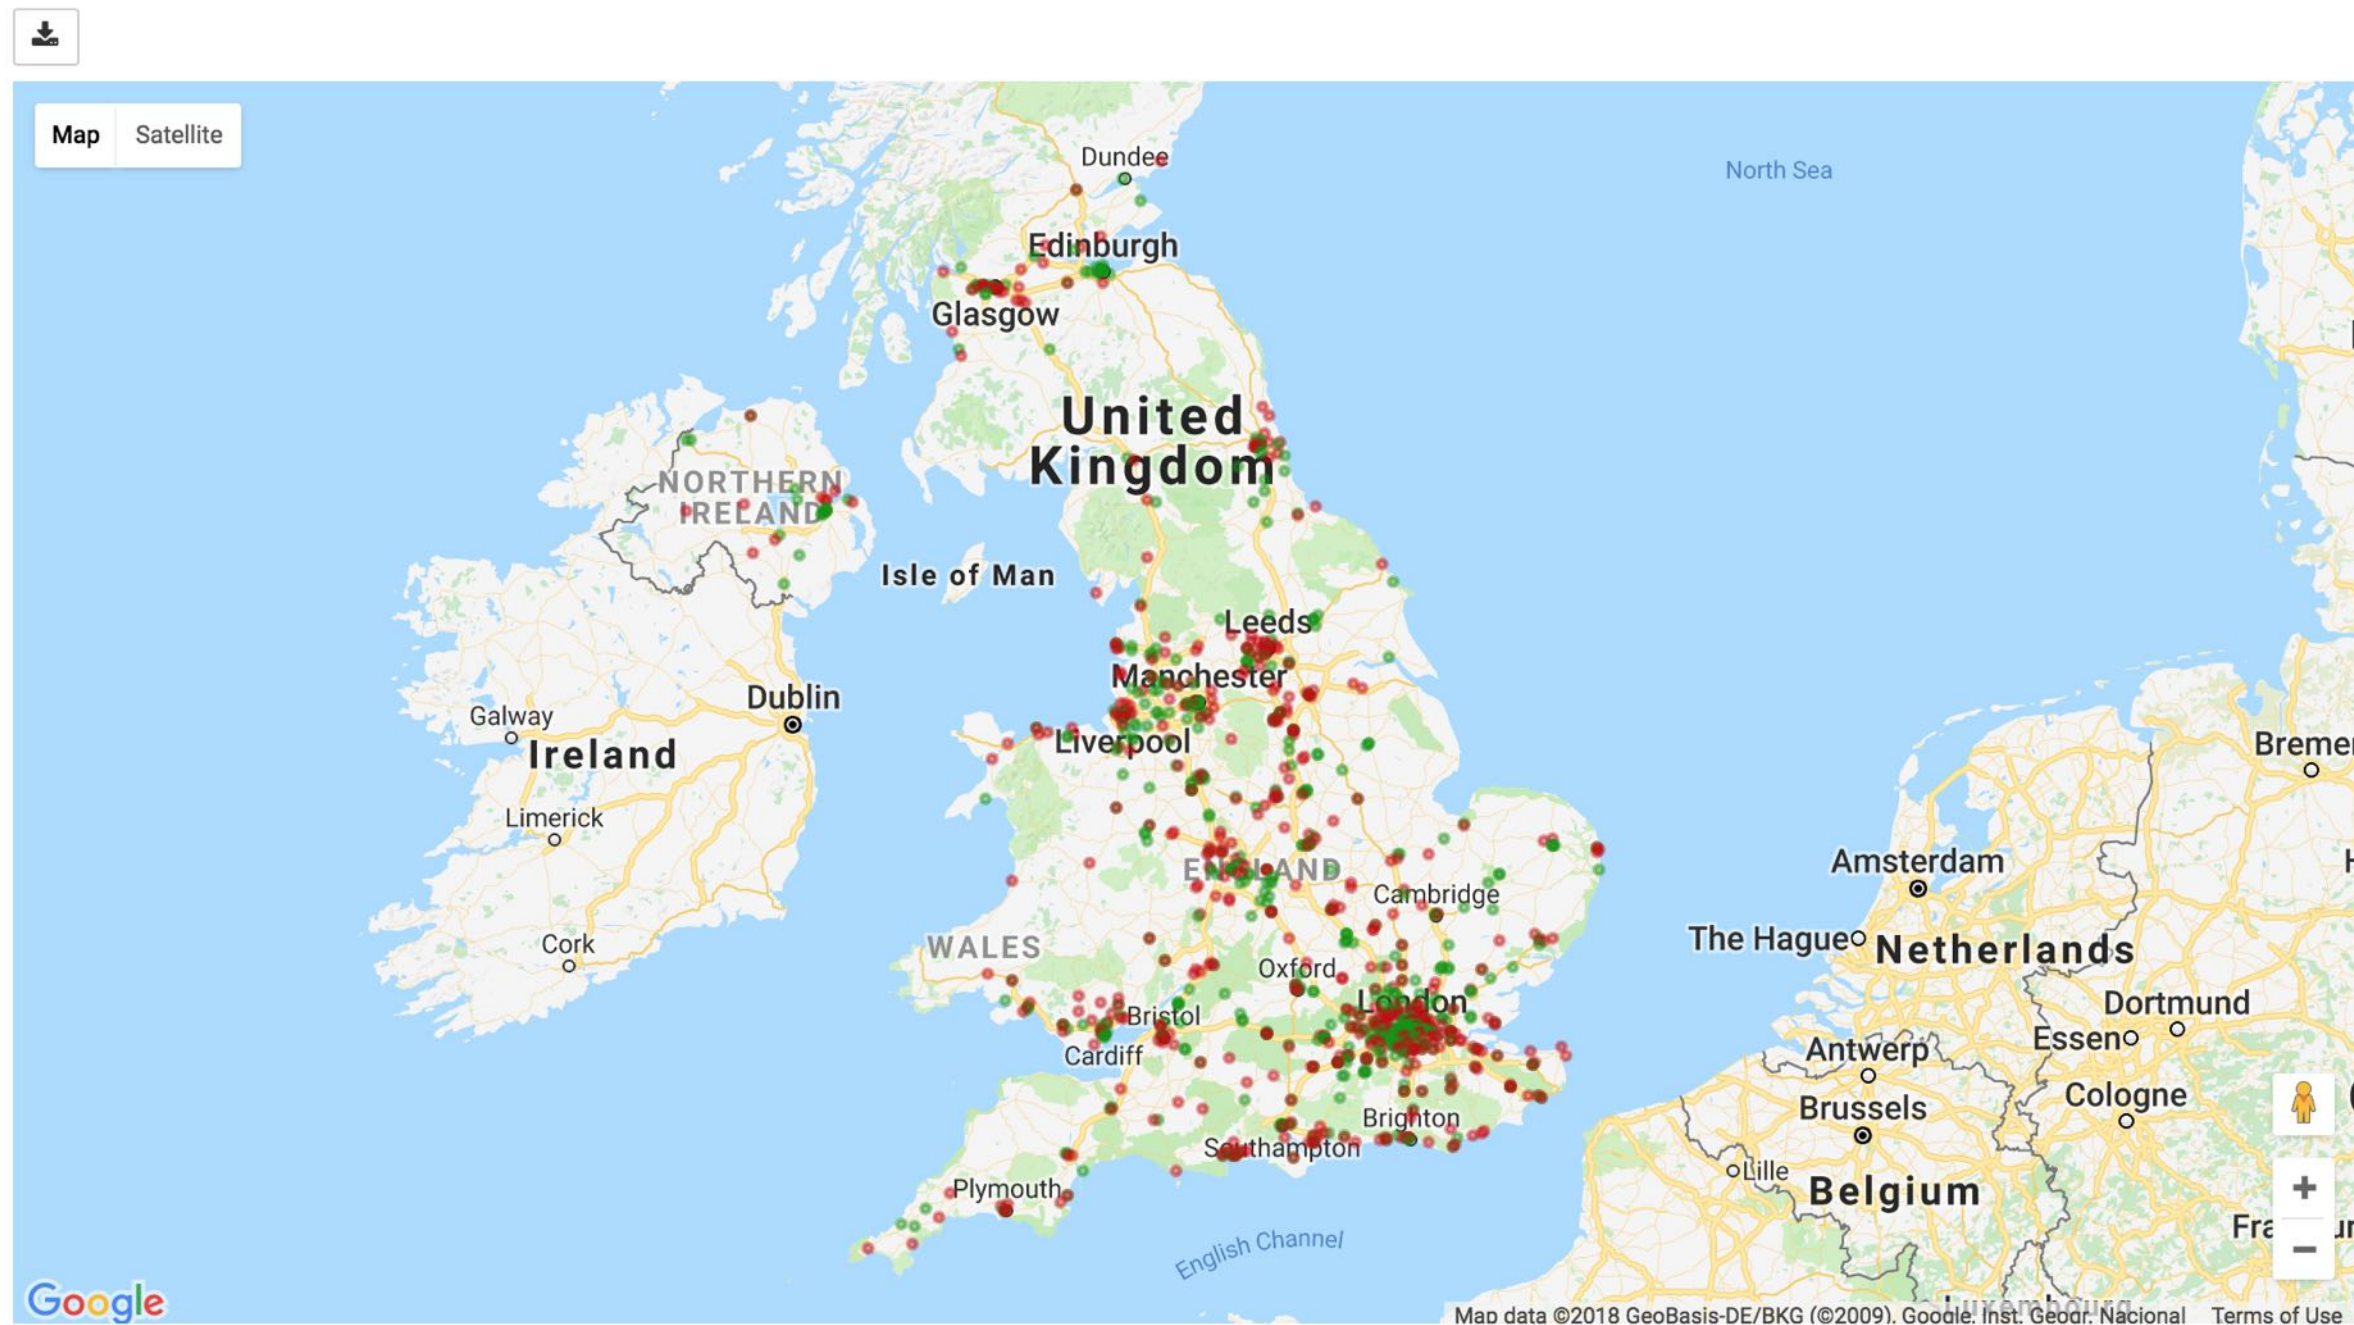 Map Satellite
Dundee
North Sea
Edinburgh
Glasgow
United
Kingdom
NORTHERN
IRELAND
Isle of Man
Leeds
Manchester
Dublin
Galway
Liverpool
Ireland
Limerick
ENGLAND
Cambridge
Amsterdam
Cork
WALES
The Hague
Netherlands
Oxford
London
Bristol
Cardiff
Dortmund
Essen
Antwerp
Cologne
Brussels
Brighton
Southampton
Plymouth
Lille
Belgium
English Channel
Luxembourg
Google
Map data ©2018 GeoBasis-DE/BKG (©2009), Google, Inst. Geogr. Nacional Terms of Use